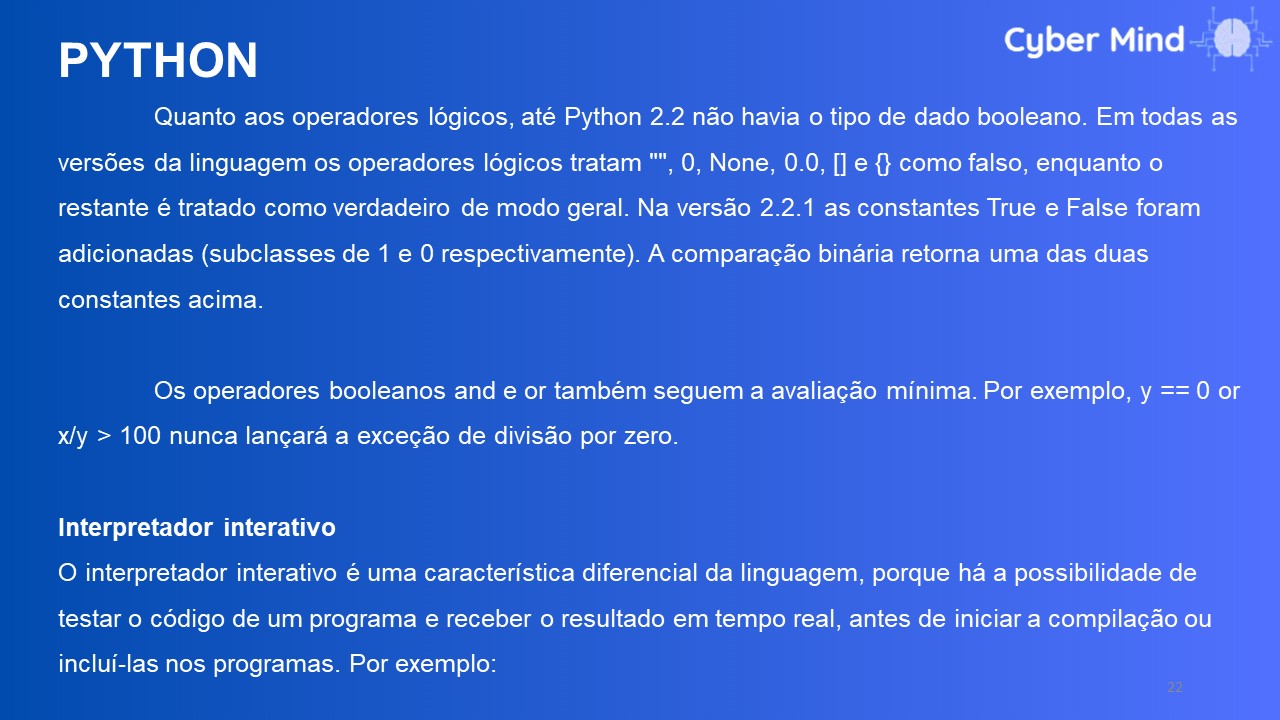 PYTHON
Cyber Mind
Quanto aos operadores lógicos, até Python 2.2 não havia o tipo de dado booleano. Em todas as
versões da linguagem os operadores lógicos tratam "", 0, None, 0.0, [] e {} como falso, enquanto o
restante é tratado como verdadeiro de modo geral. Na versão 2.2.1 as constantes True e False foram
adicionadas (subclasses de 1 e 0 respectivamente). A comparação binária retorna uma das duas
constantes acima.
Os operadores booleanos and e or também seguem a avaliação mínima. Por exemplo, y == 0 or
x/y > 100 nunca lançará a exceção de divisão por zero.
Interpretador interativo
O interpretador interativo é uma característica diferencial da linguagem, porque há a possibilidade de
testar o código de um programa e receber o resultado em tempo real, antes de iniciar a compilação ou
incluí-las nos programas. Por exemplo:
22